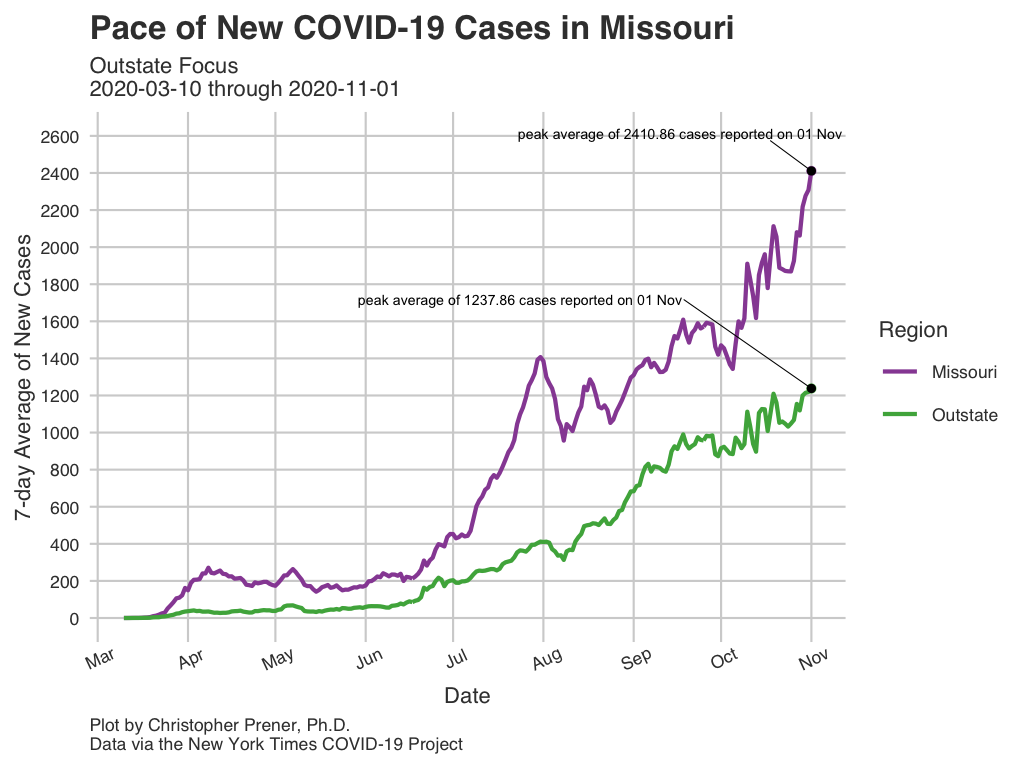 Pace of New COVID-19 Cases in Missouri
Outstate Focus
2020-03-10 through 2020-11-01
peak average of 2410.86 cases reported on 01 Nov
peak average of 1237.86 cases reported on 01 Nov
7-day Average of New Cases
2600
2400
2200
2000
1800
1600
1400
1200
1000
800
600
400
200
0
Mar
Apr
May
Jun
Jul
Aug
Sep
Oct
Nov
Date
Region
Missouri
Outstate
Plot by Christopher Prener, Ph.D.
Data via the New York Times COVID-19 Project